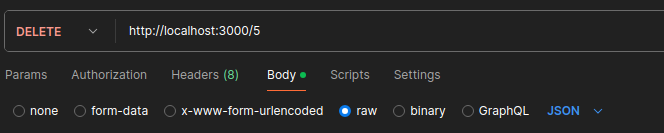 DELETE http://localhost:3000/5
Params Authorization Headers (8) Body Scripts Settings
none form-data x-www-form-urlencoded raw binary GraphQL JSON